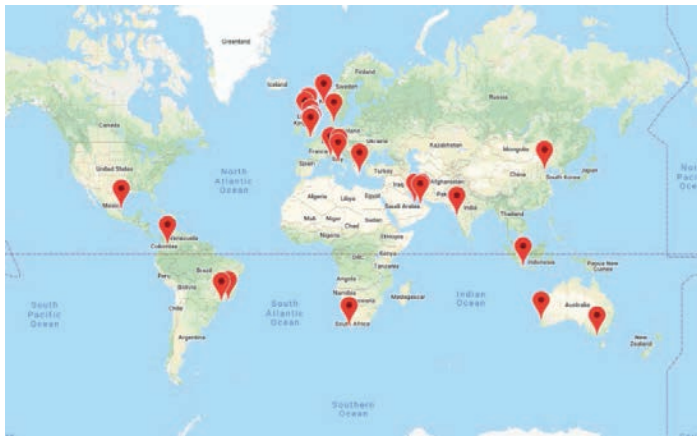 Greenland
Iceland
Finland
Sweden
Russia
Canada
Ukraine
Kazakhstan
Mongolia
France
Italy
Spain
Turkey
United States
North
Atlantic
Ocean
China
South Korea
Japan
Iraq
Afghanistan
Algeria
Libya
Egypt
Saudi Arabia
India
Mexico
Mali
Niger
Sudan
Chad
Thailand
Nigeria
Ethiopia
Venezuela
Colombia
DRC
Kenya
Tanzania
Indonesia
Papua New
Guinea
Brazil
Peru
Bolivia
Angola
Namibia
Madagascar
Indian
Ocean
Australia
South
Pacific
Ocean
Chile
South
Atlantic
Ocean
South Africa
Argentina
New
Zealand
Southern
Ocean